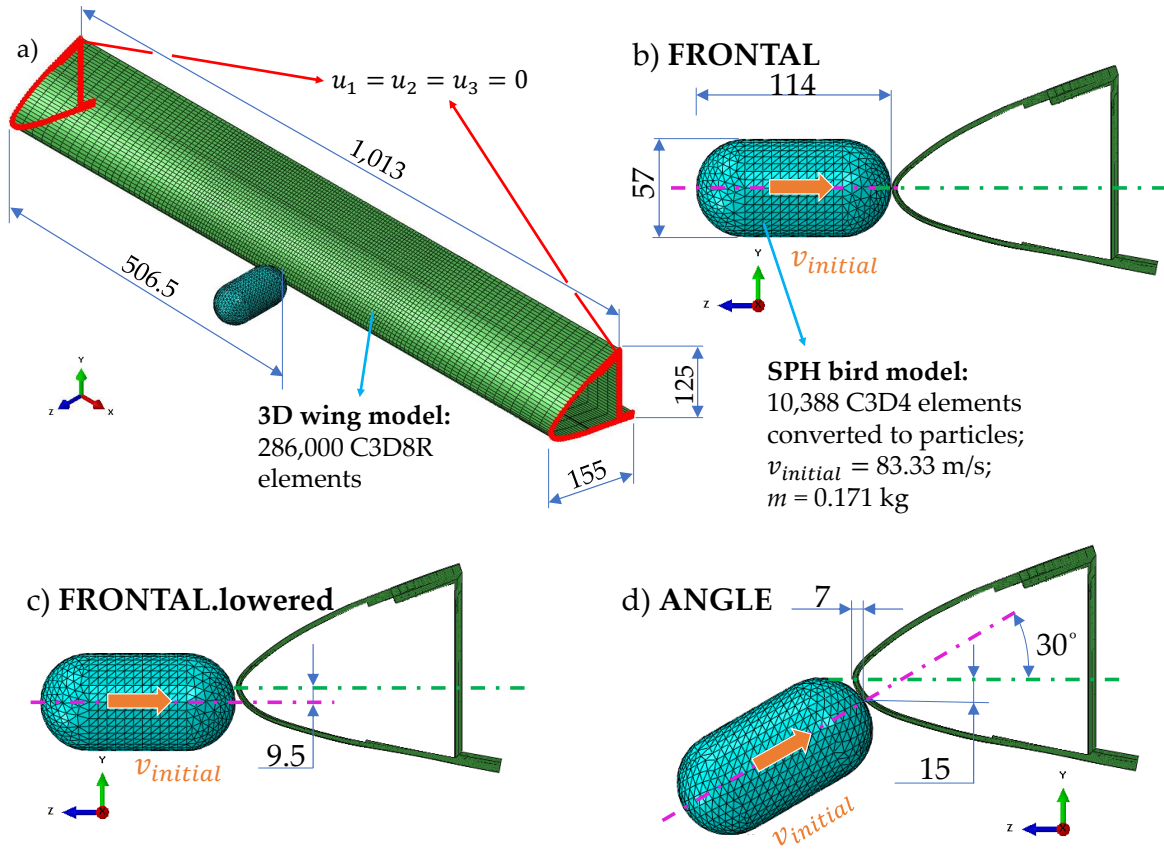 a)
u₁ = u₂ = u₃ = 0
1,013
506.5
125
155
3D wing model:
286,000 C3D8R
elements
Y
Z
X
b) FRONTAL
114
57
v_initial
Y
Z
X
SPH bird model:
10,388 C3D4 elements
converted to particles;
v_initial = 83.33 m/s;
m = 0.171 kg
c) FRONTAL.lowered
9.5
v_initial
Y
Z
X
d) ANGLE
7
30°
15
v_initial
Y
Z
X